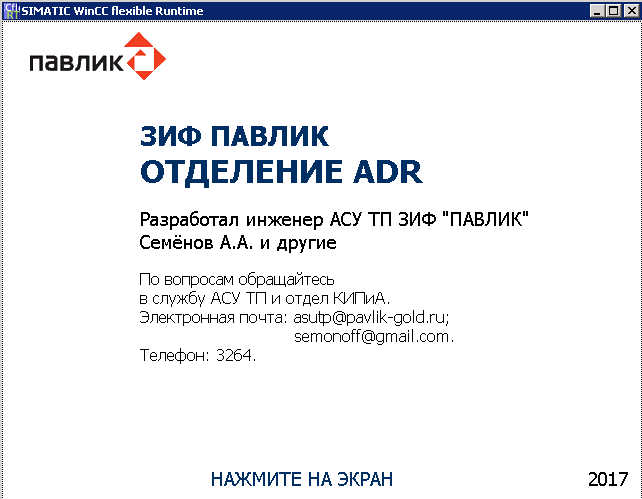 SIMATIC WinCC flexible Runtime
ПАВЛИК
ЗИФ ПАВЛИК
ОТДЕЛЕНИЕ ADR
Разработал инженер АСУ ТП ЗИФ "ПАВЛИК"
Семёнов А.А. и другие
По вопросам обращайтесь
в службу АСУ ТП и отдел КИПиА.
Электронная почта: asutp@pavlik-gold.ru;
semonoff@gmail.com.
Телефон: 3264.
НАЖМИТЕ НА ЭКРАН
2017